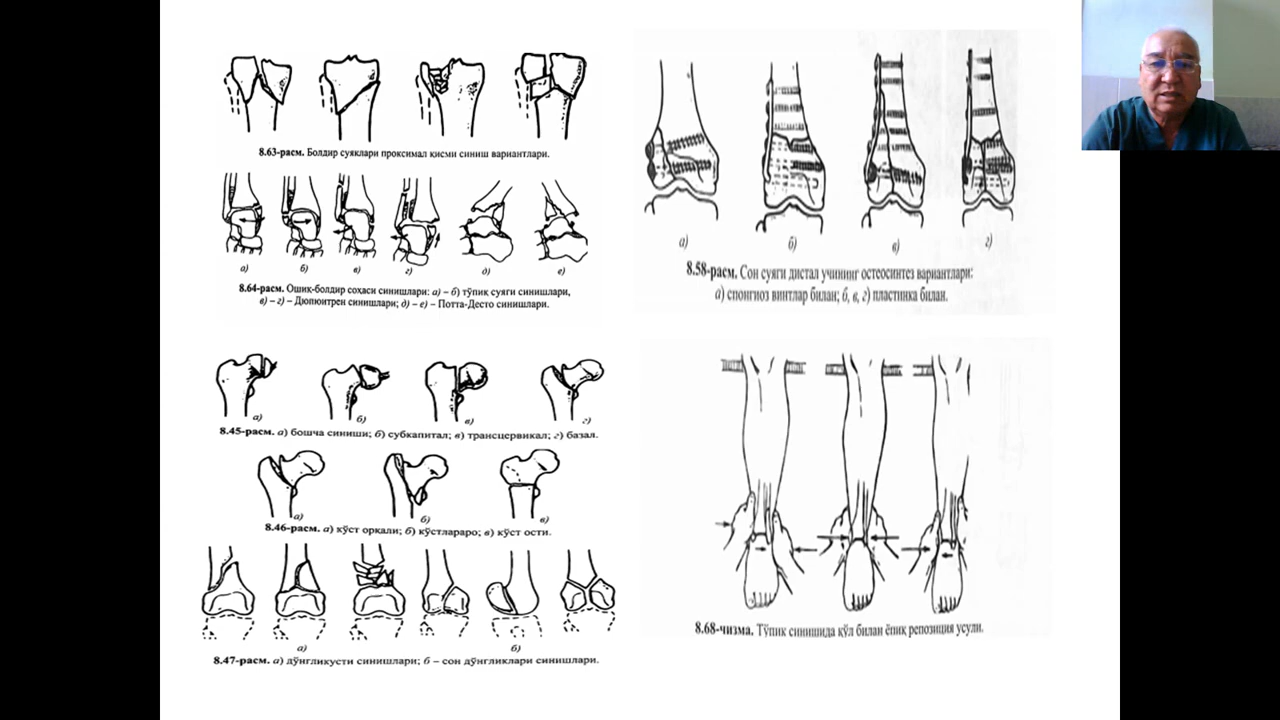 8.63-расм. Болдир суяклари проксимал қисми синиш вариантлари.
а) б) в) г) д) е)
8.64-расм. Ошиқ-болдир соҳаси синишлари: а) – б) тўпиқ суяги синишлари,
в) – г) – Дюпюитрен синишлари; д) – е) – Потта-Десто синишлари.
а) б) в) г)
8.45-расм. а) бошча синиши; б) субкапитал; в) трансцервикал; г) базал.
а) б) в)
8.46-расм. а) кўст орқали; б) кўстлараро; в) кўст ости.
а) б)
8.47-расм. а) дўнгликусти синишлари; б – сон дўнгликлари синишлари.
а) б) в) г)
8.58-расм. Сон суяги дистал учининг остеосинтез вариантлари:
а) спонгиоз винтлар билан; б, в, г) пластинка билан.
8.68-чизма. Тўпиқ синишида қўл билан ёпиқ репозиция усули.